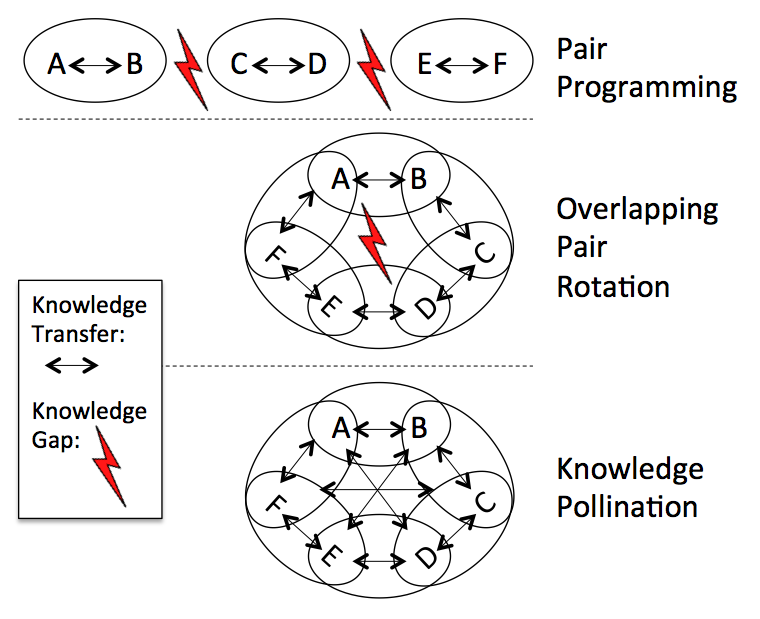 A B C D E F
Pair
Programming
A B
F C
E D
Overlapping
Pair
Rotation
Knowledge
Transfer:
Knowledge
Gap:
A B
F C
E D
Knowledge
Pollination